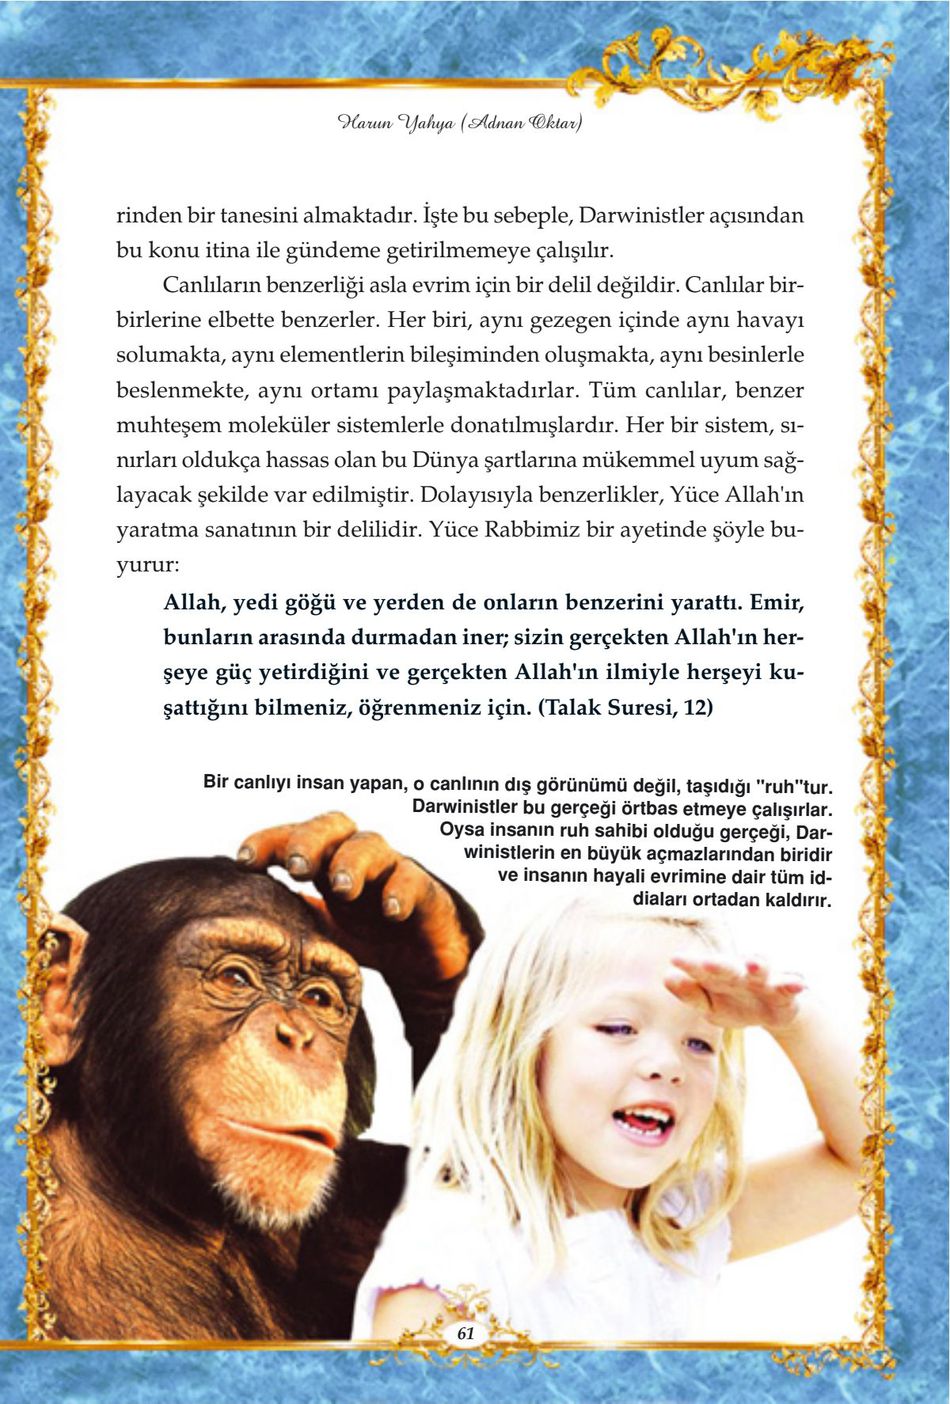 Harun Yahya (Adnan Oktar)
rinden bir tanesini almaktadır. İşte bu sebeple, Darwinistler açısından
bu konu itina ile gündeme getirilmemeye çalışılır.
Canlıların benzerliği asla evrim için bir delil değildir. Canlılar bir-
birlerine elbette benzerler. Her biri, aynı gezegen içinde aynı havayı
solumakta, aynı elementlerin bileşiminden oluşmakta, aynı besinlerle
beslenmekte, aynı ortamı paylaşmaktadırlar. Tüm canlılar, benzer
muhteşem moleküler sistemlerle donatılmışlardır. Her bir sistem, sı-
nırları oldukça hassas olan bu Dünya şartlarına mükemmel uyum sağ-
layacak şekilde var edilmiştir. Dolayısıyla benzerlikler, Yüce Allah'ın
yaratma sanatının bir delilidir. Yüce Rabbimiz bir ayetinde şöyle bu-
yurur:
Allah, yedi göğü ve yerden de onların benzerini yarattı. Emir,
bunların arasında durmadan iner; sizin gerçekten Allah'ın her-
şeye güç yetirdiğini ve gerçekten Allah'ın ilmiyle herşeyi ku-
şattığını bilmeniz, öğrenmeniz için. (Talak Suresi, 12)
Bir canlıyı insan yapan, o canlının dış görünümü değil, taşıdığı "ruh"tur.
Darwinistler bu gerçeği örtbas etmeye çalışırlar.
Oysa insanın ruh sahibi olduğu gerçeği, Dar-
winistlerin en büyük açmazlarından biridir
ve insanın hayali evrimine dair tüm id-
diaları ortadan kaldırır.
61